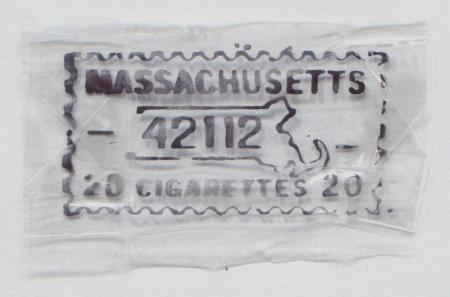 MASSACHUSETTS
- 42112 -
20 CIGARETTES 20